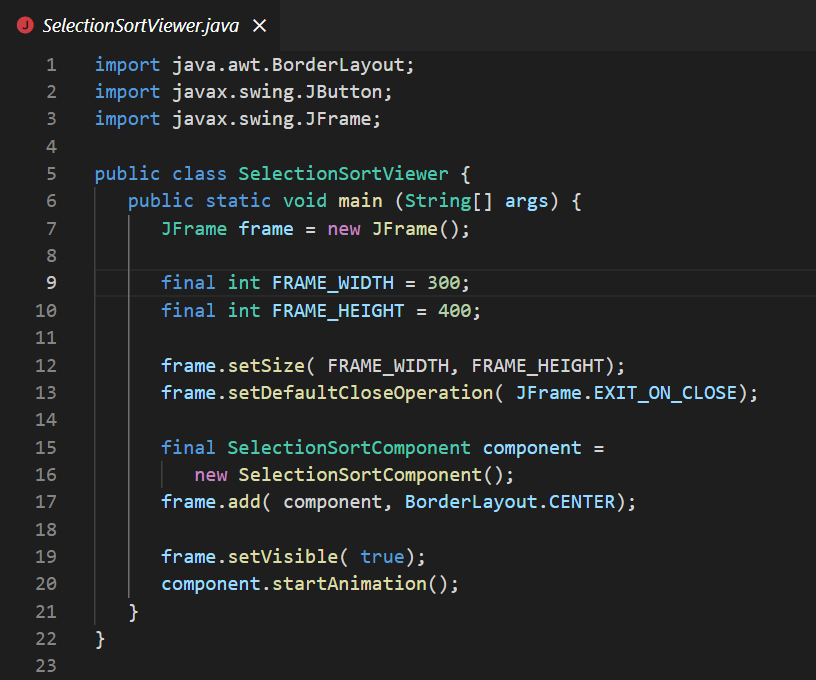 SelectionSortViewer.java ×
1 import java.awt.BorderLayout;
2 import javax.swing.JButton;
3 import javax.swing.JFrame;
4
5 public class SelectionSortViewer {
6    public static void main (String[] args) {
7       JFrame frame = new JFrame();
8
9       final int FRAME_WIDTH = 300;
10       final int FRAME_HEIGHT = 400;
11
12       frame.setSize( FRAME_WIDTH, FRAME_HEIGHT);
13       frame.setDefaultCloseOperation( JFrame.EXIT_ON_CLOSE);
14
15       final SelectionSortComponent component =
16          new SelectionSortComponent();
17       frame.add( component, BorderLayout.CENTER);
18
19       frame.setVisible( true);
20       component.startAnimation();
21    }
22 }
23